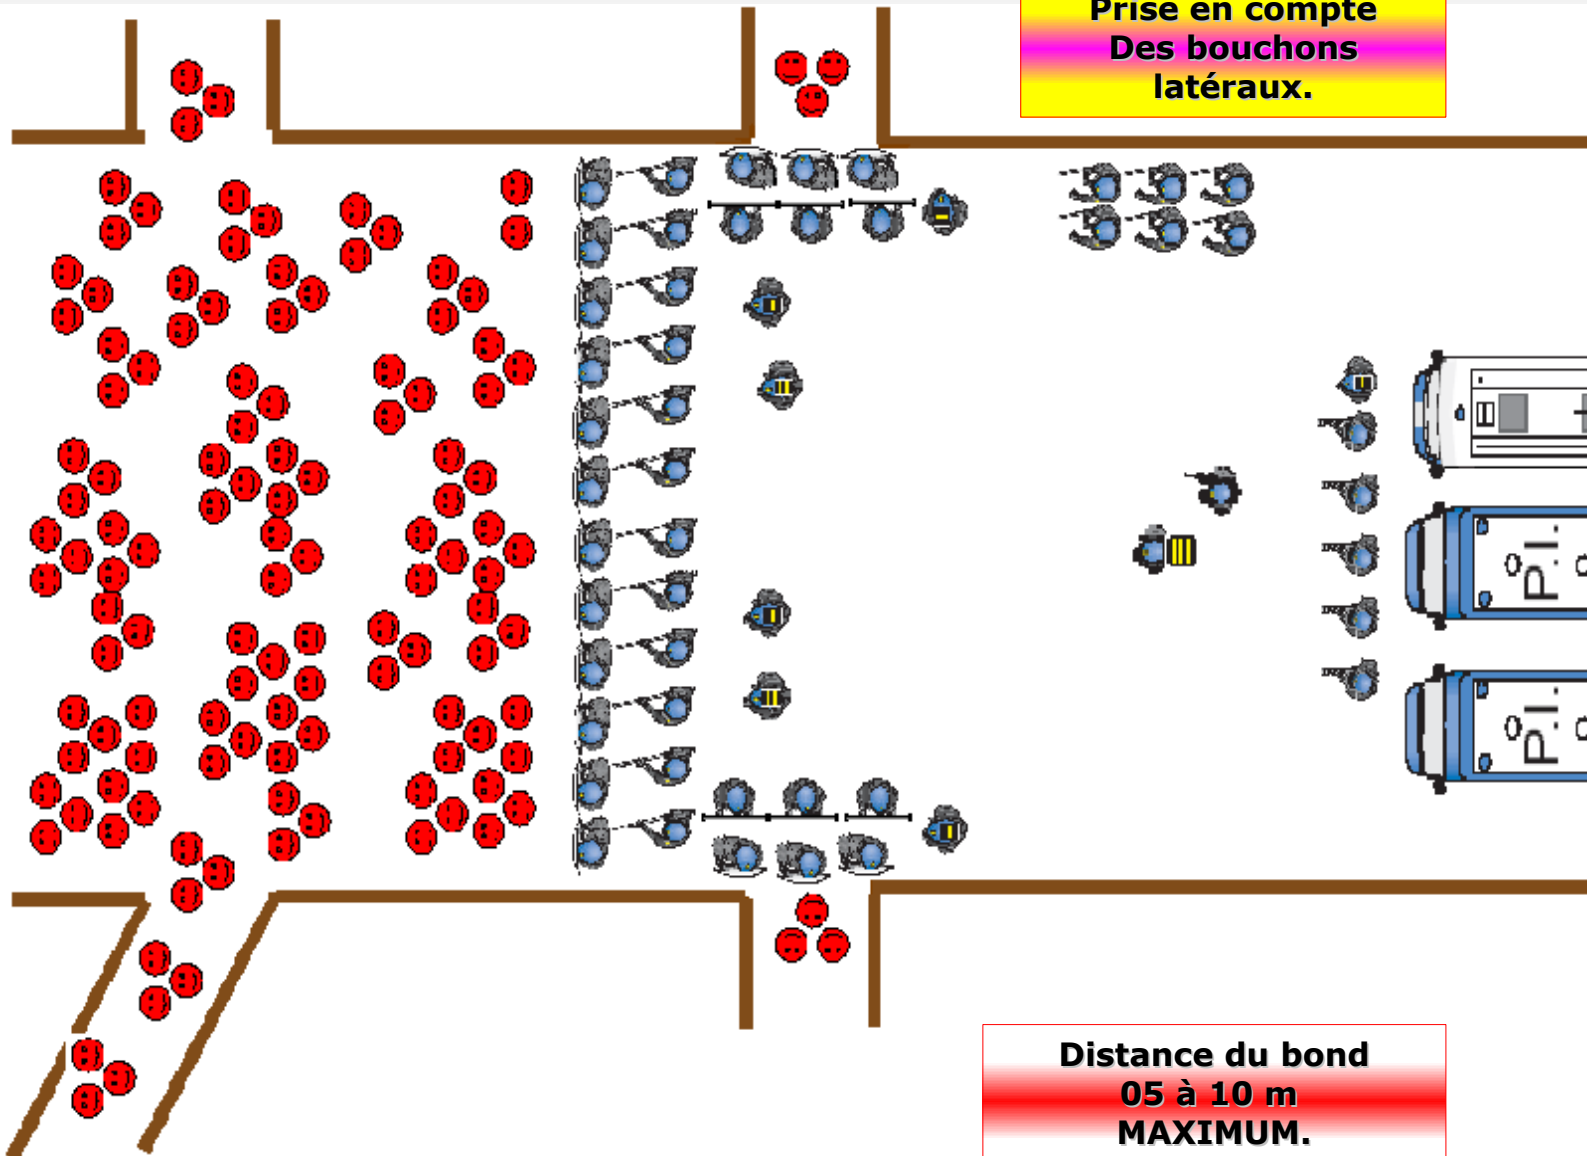 Prise en compte
Des bouchons
latéraux.
P.I.
P.I.
Distance du bond
05 à 10 m
MAXIMUM.